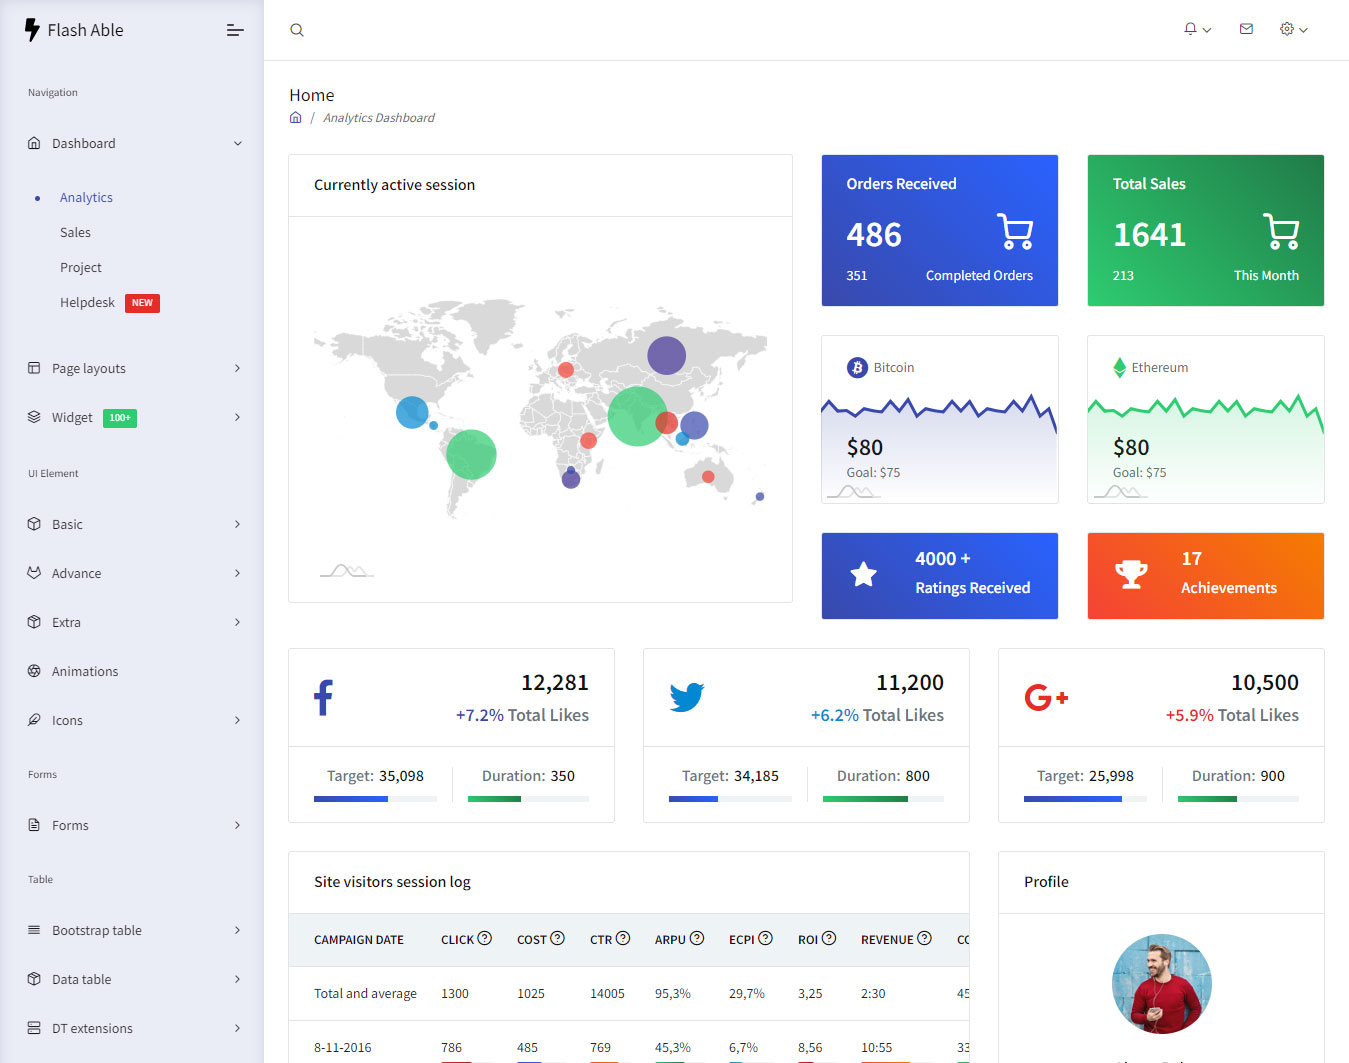 Flash Able
Navigation
Dashboard
Analytics
Sales
Project
Helpdesk NEW
Page layouts
Widget 100+
UI Element
Basic
Advance
Extra
Animations
Icons
Forms
Forms
Table
Bootstrap table
Data table
DT extensions
Home
/ Analytics Dashboard
Currently active session
Orders Received
486
351 Completed Orders
Total Sales
1641
213 This Month
Bitcoin
$80
Goal: $75
Ethereum
$80
Goal: $75
4000 +
Ratings Received
17
Achievements
12,281
+7.2% Total Likes
Target: 35,098 Duration: 350
11,200
+6.2% Total Likes
Target: 34,185 Duration: 800
10,500
+5.9% Total Likes
Target: 25,998 Duration: 900
Site visitors session log
CAMPAIGN DATE CLICK COST CTR ARPU ECPI ROI REVENUE
Total and average 1300 1025 14005 95,3% 29,7% 3,25 2:30 45
8-11-2016 786 485 769 45,3% 6,7% 8,56 10:55 33
Profile